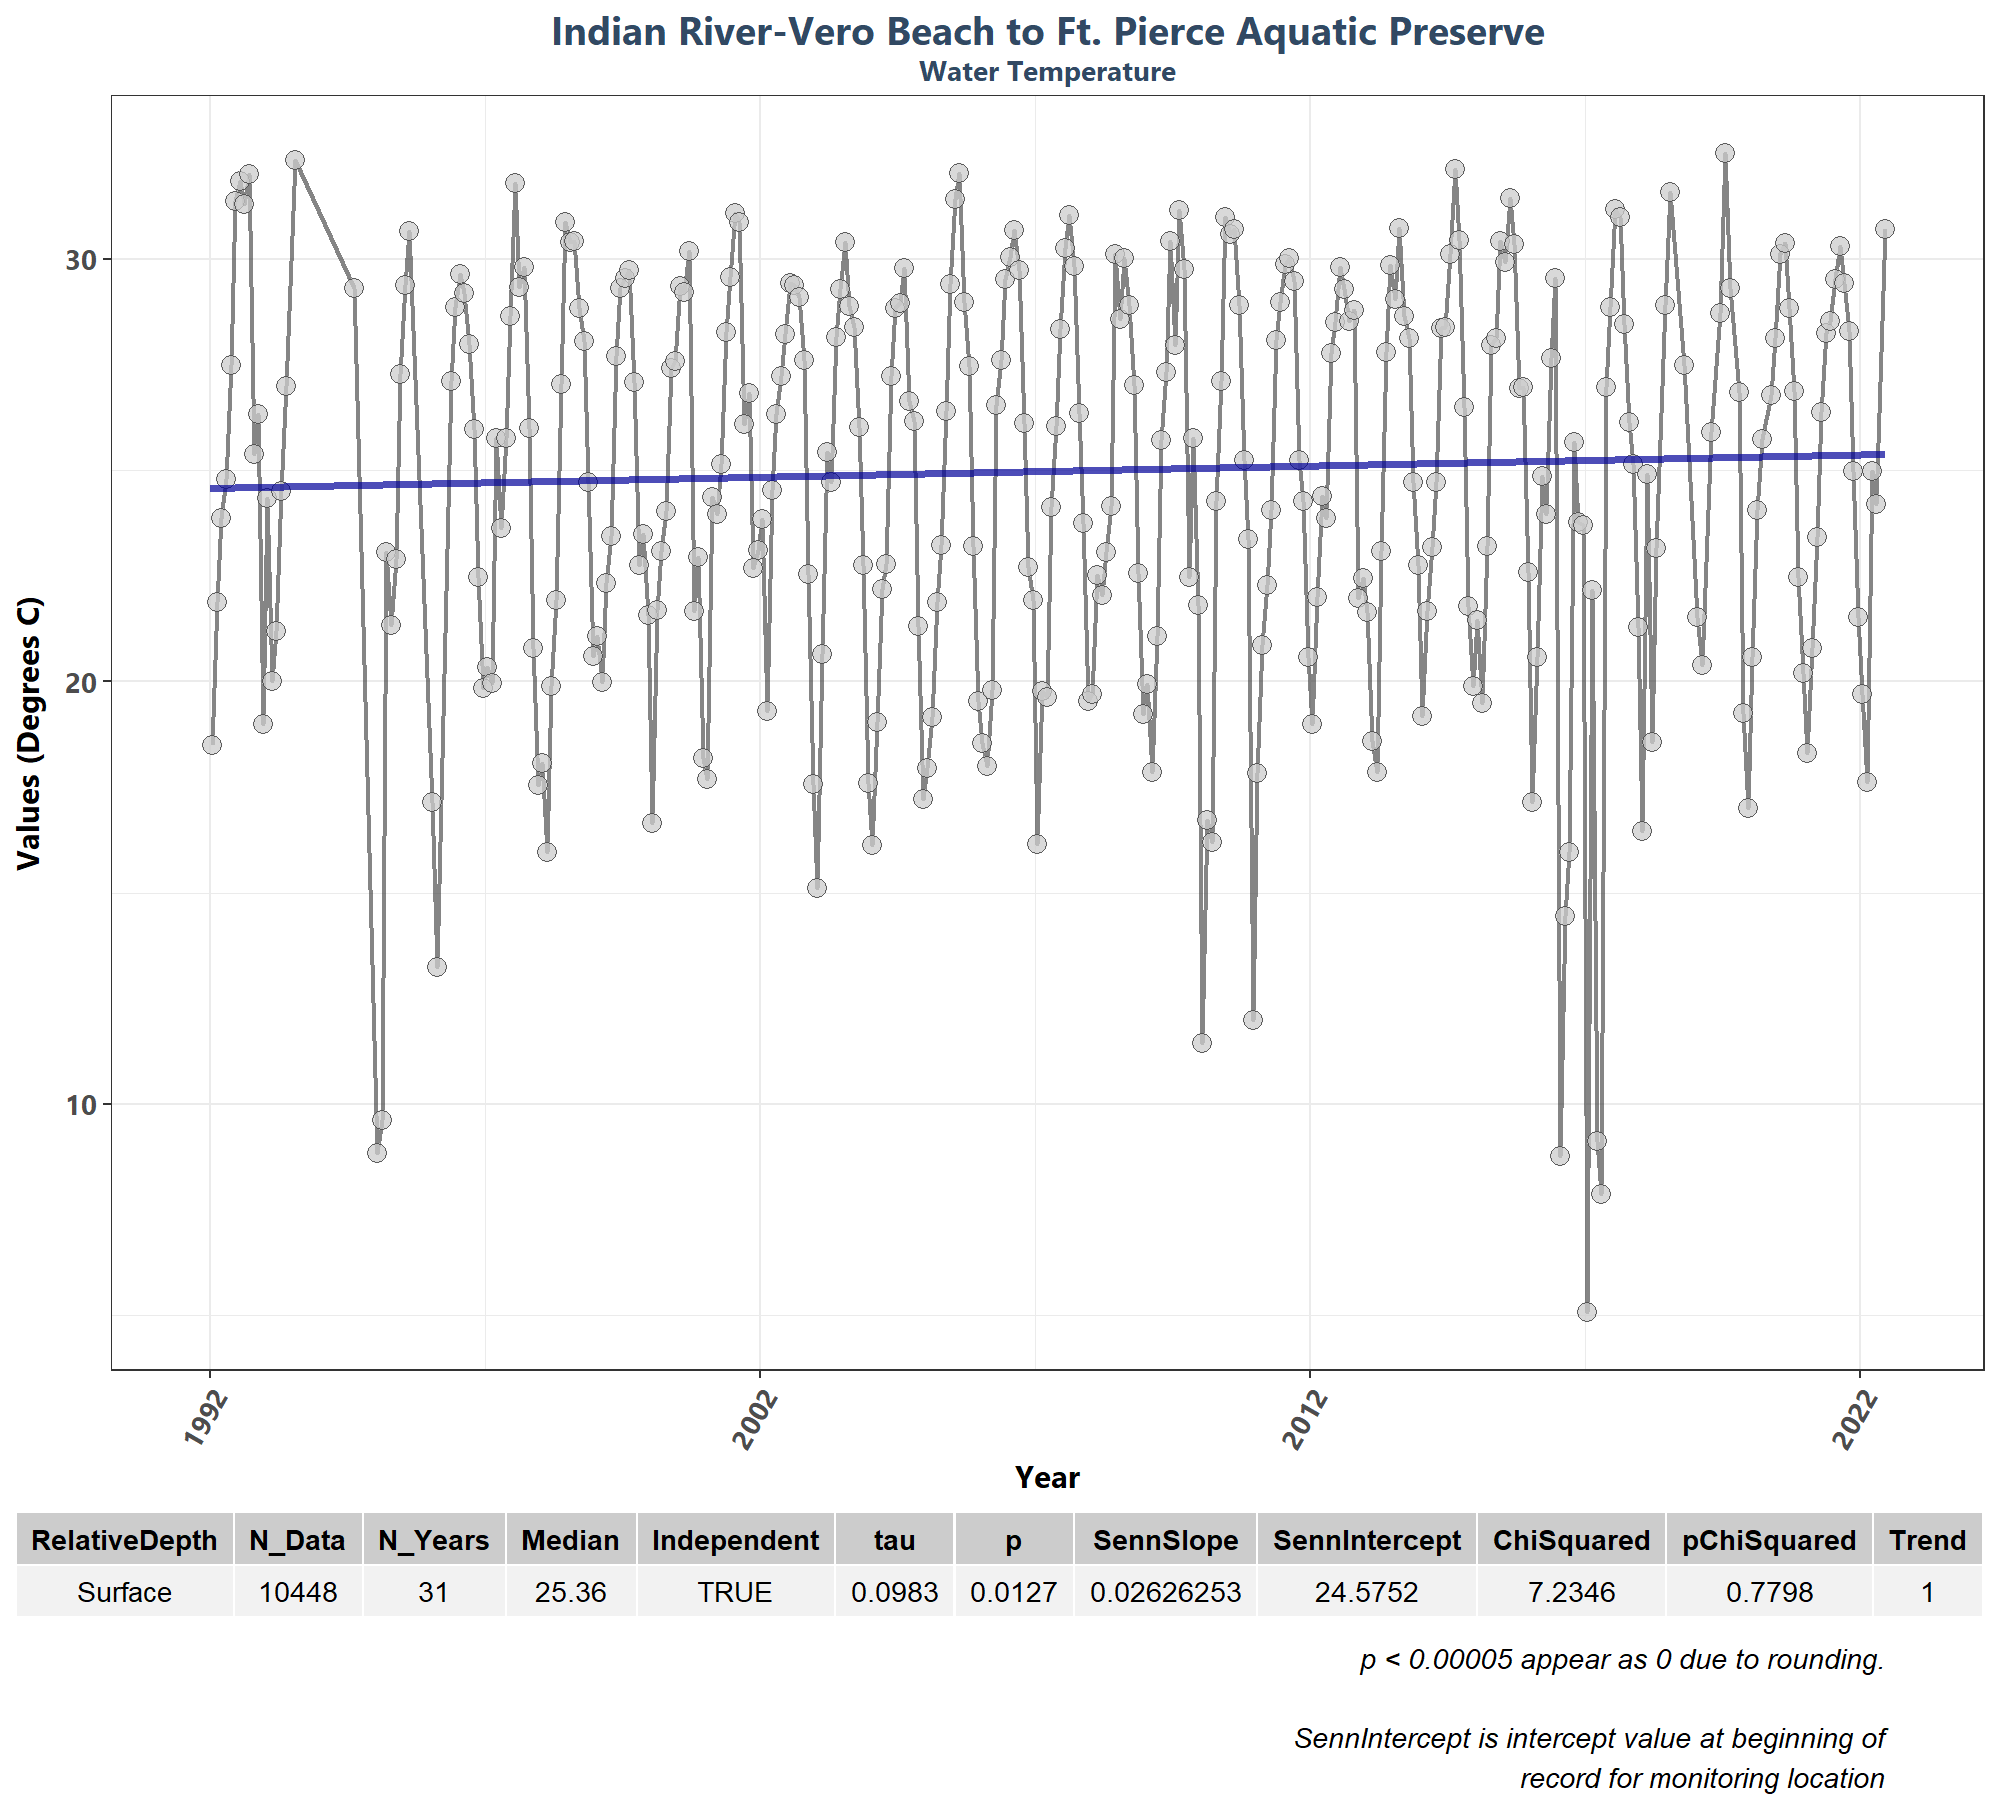 Indian River-Vero Beach to Ft. Pierce Aquatic Preserve
Water Temperature
Values (Degrees C)
30
20
10
1992
2002
2012
2022
Year
RelativeDepth N_Data N_Years Median Independent tau p SennSlope SennIntercept ChiSquared pChiSquared Trend
Surface 10448 31 25.36 TRUE 0.0983 0.0127 0.02626253 24.5752 7.2346 0.7798 1
p < 0.00005 appear as 0 due to rounding.
SennIntercept is intercept value at beginning of
record for monitoring location